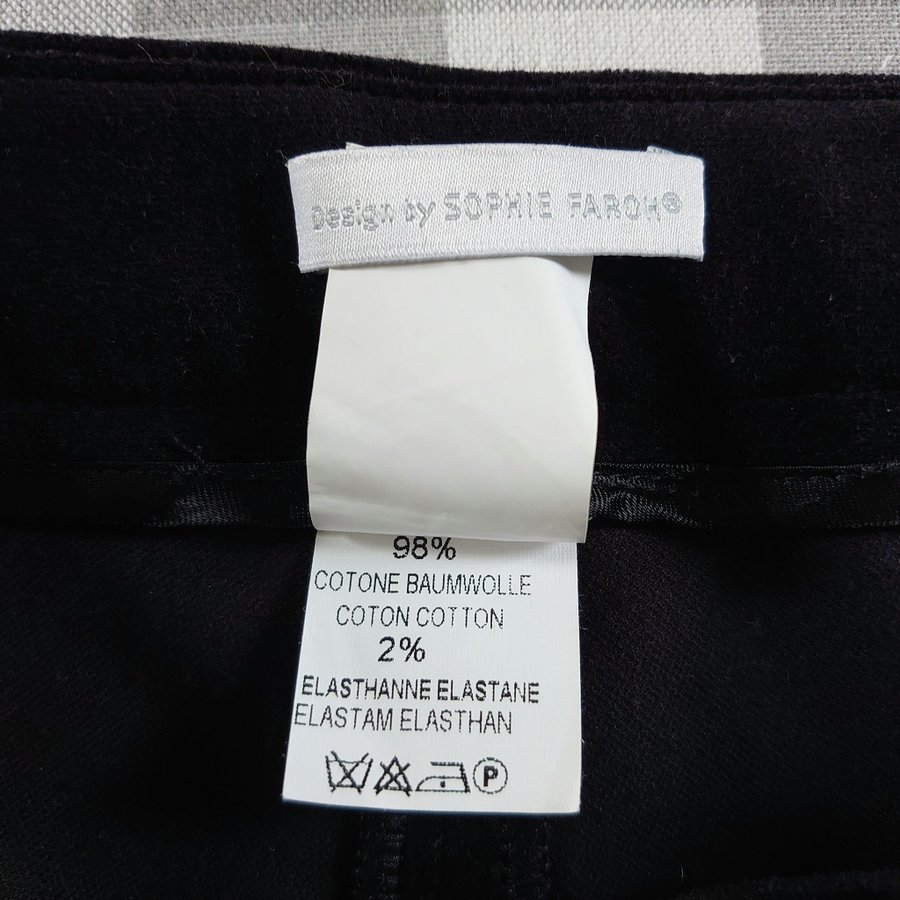 Design by SOPHIE FAROH®
98%
COTONE BAUMWOLLE
COTON COTTON
2%
ELASTHANNE ELASTANE
ELASTAM ELASTHAN
P